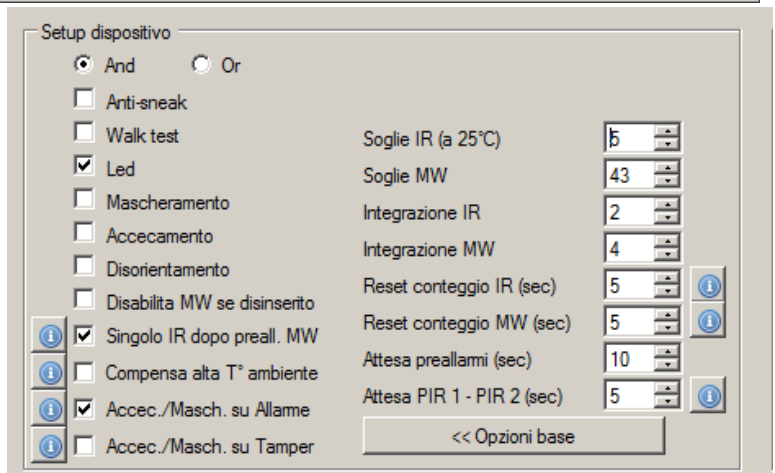 Setup dispositivo
And
Or
Anti-sneak
Walk test
Led
Mascheramento
Accecamento
Disorientamento
Disabilita MW se disinserito
Singolo IR dopo preall. MW
Compensa alta T° ambiente
Accec./Masch. su Allarme
Accec./Masch. su Tamper
Soglie IR (a 25°C) 5
Soglie MW 43
Integrazione IR 2
Integrazione MW 4
Reset conteggio IR (sec) 5
Reset conteggio MW (sec) 5
Attesa preallarmi (sec) 10
Attesa PIR 1 - PIR 2 (sec) 5
<< Opzioni base